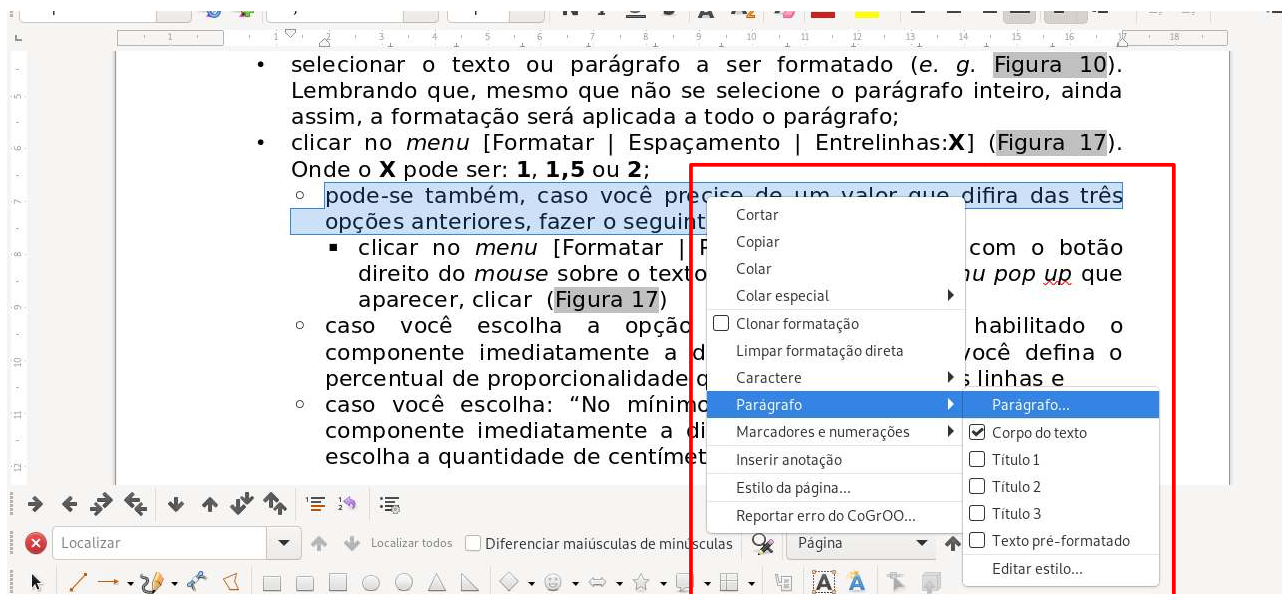 selecionar o texto ou parágrafo a ser formatado (e. g. Figura 10).
Lembrando que, mesmo que não se selecione o parágrafo inteiro, ainda
assim, a formatação será aplicada a todo o parágrafo;
clicar no menu [Formatar | Espaçamento | Entrelinhas:X] (Figura 17).
Onde o X pode ser: 1, 1,5 ou 2;
pode-se também, caso você precise de um valor que difira das três
opções anteriores, fazer o seguint
clicar no menu [Formatar | P com o botão
direito do mouse sobre o texto nu pop up que
aparecer, clicar (Figura 17)
caso você escolha a opção habilitado o
componente imediatamente a d você defina o
percentual de proporcionalidade q s linhas e
caso você escolha: “No mínimo
componente imediatamente a di
escolha a quantidade de centímet
Cortar
Copiar
Colar
Colar especial
Clonar formatação
Limpar formatação direta
Caractere
Parágrafo
Marcadores e numerações
Inserir anotação
Estilo da página...
Reportar erro do CoGrOO...
Parágrafo...
Corpo do texto
Título 1
Título 2
Título 3
Texto pré-formatado
Editar estilo...
Localizar
Localizar todos
Diferenciar maiúsculas de minúsculas
Página